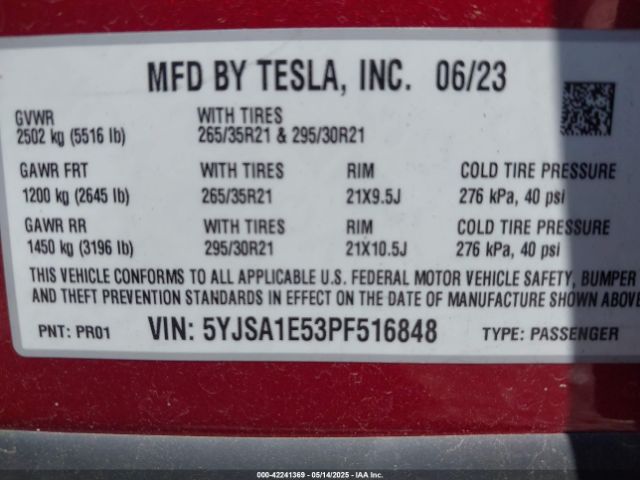 MFD BY TESLA, INC. 06/23
GVWR WITH TIRES
2502 kg (5516 lb) 265/35R21 & 295/30R21
GAWR FRT WITH TIRES RIM COLD TIRE PRESSURE
1200 kg (2645 lb) 265/35R21 21X9.5J 276 kPa, 40 psi
GAWR RR WITH TIRES RIM COLD TIRE PRESSURE
1450 kg (3196 lb) 295/30R21 21X10.5J 276 kPa, 40 psi
THIS VEHICLE CONFORMS TO ALL APPLICABLE U.S. FEDERAL MOTOR VEHICLE SAFETY, BUMPER
AND THEFT PREVENTION STANDARDS IN EFFECT ON THE DATE OF MANUFACTURE SHOWN ABOVE
PNT: PR01 VIN: 5YJSA1E53PF516848 TYPE: PASSENGER
000-42241369 | 05/14/2025 | IAA Inc.